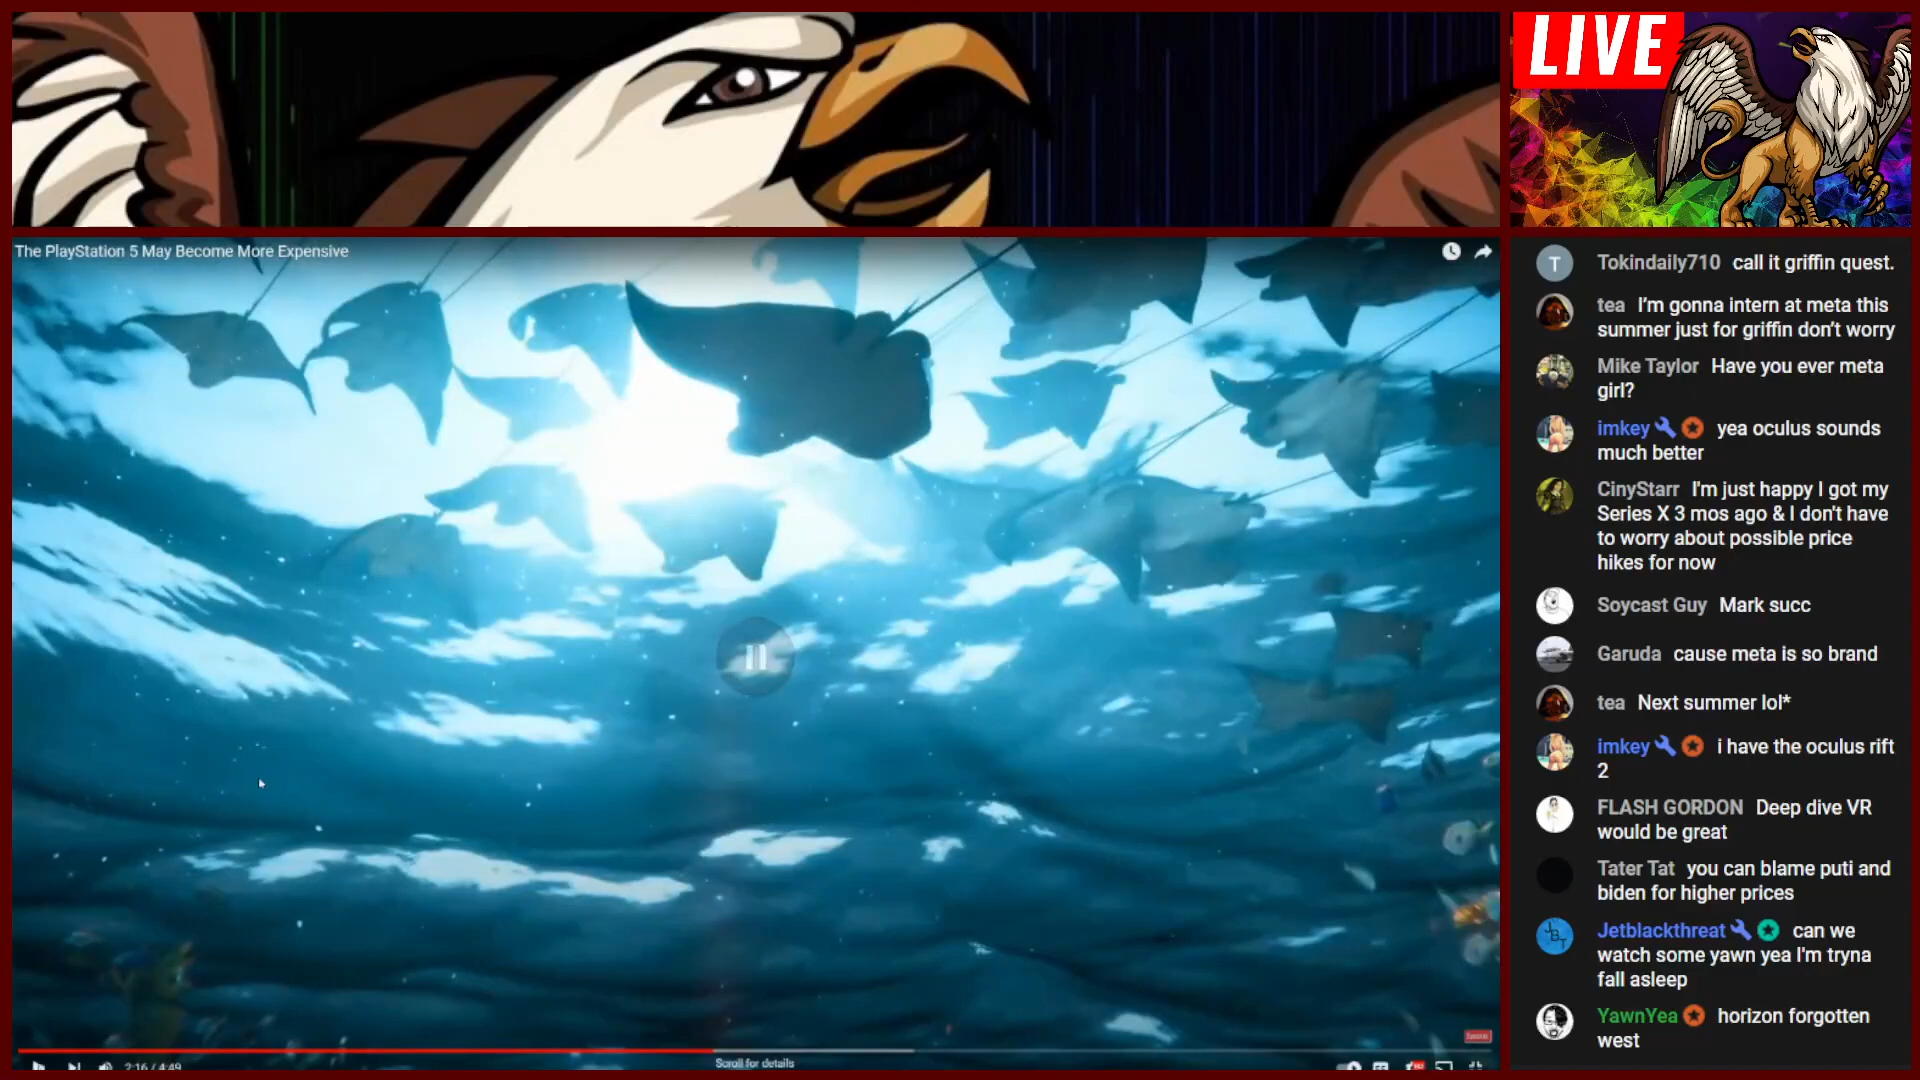 LIVE
The PlayStation 5 May Become More Expensive
2:16 / 4:49
Scroll for details
T
Tokindaily710 call it griffin quest.
tea I’m gonna intern at meta this
summer just for griffin don’t worry
Mike Taylor Have you ever meta
girl?
imkey yea oculus sounds
much better
CinyStarr I'm just happy I got my
Series X 3 mos ago & I don't have
to worry about possible price
hikes for now
Soycast Guy Mark succ
Garuda cause meta is so brand
tea Next summer lol*
imkey i have the oculus rift
2
FLASH GORDON Deep dive VR
would be great
Tater Tat you can blame puti and
biden for higher prices
JBT
Jetblackthreat can we
watch some yawn yea I'm tryna
fall asleep
YawnYea horizon forgotten
west